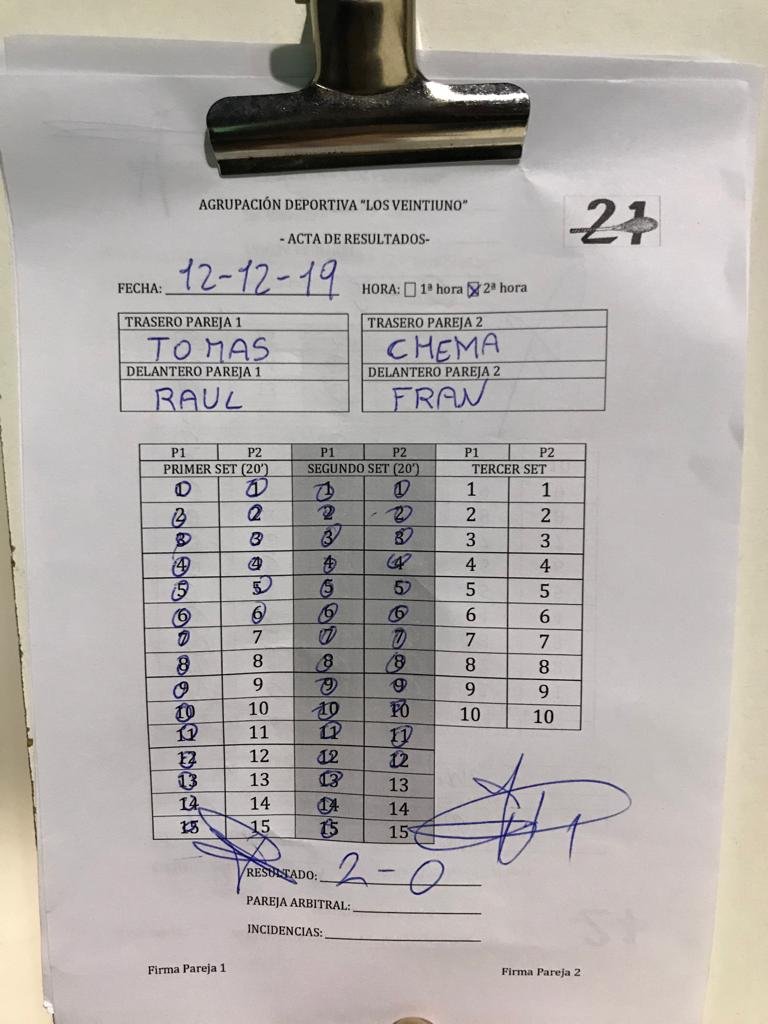 AGRUPACIÓN DEPORTIVA "LOS VEINTIUNO"
21
- ACTA DE RESULTADOS-
FECHA: 12-12-19 HORA: 1ª hora 2ª hora
TRASERO PAREJA 1 TRASERO PAREJA 2
TOMAS CHEMA
DELANTERO PAREJA 1 DELANTERO PAREJA 2
RAUL FRAN
P1 P2 P1 P2 P1 P2
PRIMER SET (20') SEGUNDO SET (20') TERCER SET
1 1 1 1 1 1
2 2 2 2 2 2
3 3 3 3 3 3
4 4 4 4 4 4
5 5 5 5 5 5
6 6 6 6 6 6
7 7 7 7 7 7
8 8 8 8 8 8
9 9 9 9 9 9
10 10 10 10 10 10
11 11 11 11
12 12 12 12
13 13 13 13
14 14 14 14
15 15 15 15
RESULTADO: 2-0
PAREJA ARBITRAL:
INCIDENCIAS:
Firma Pareja 1 Firma Pareja 2